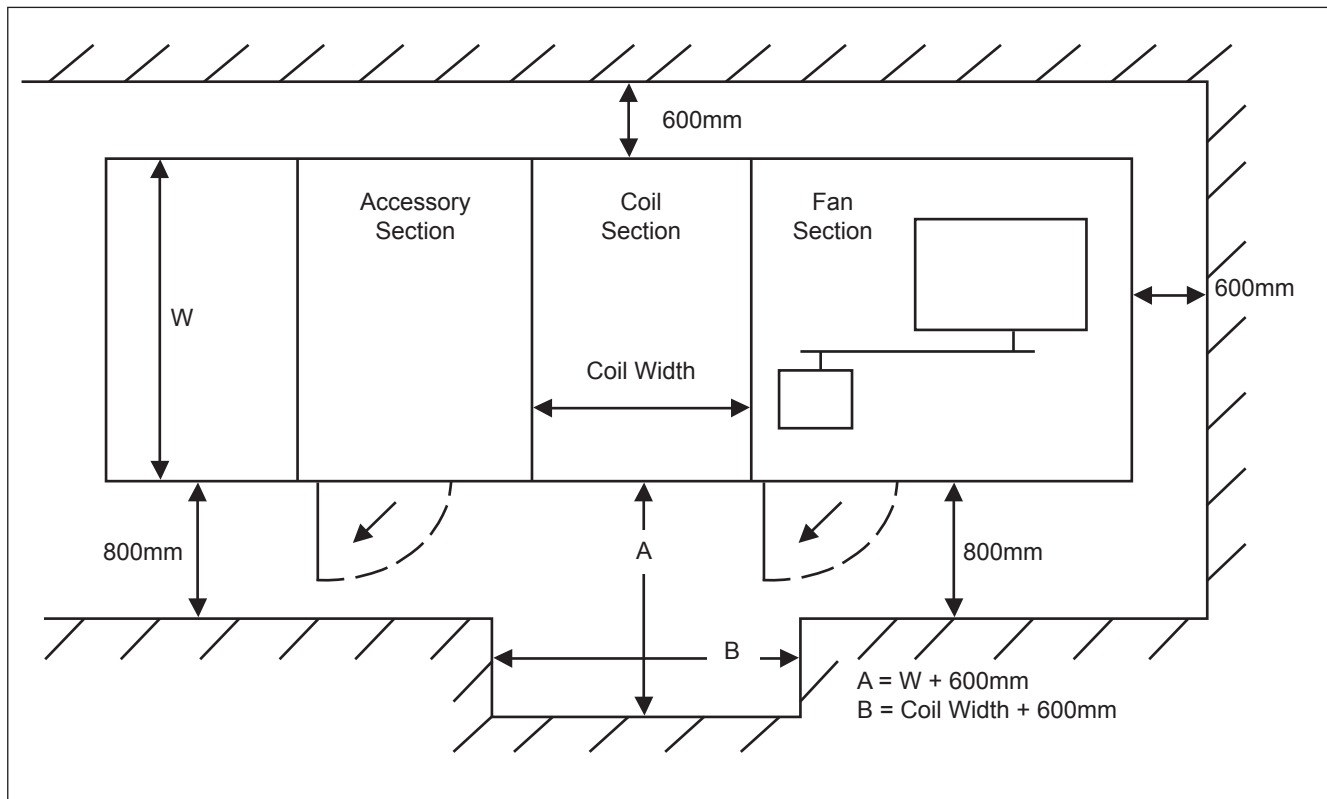 600mm
Accessory
Section
Coil
Section
Fan
Section
600mm
W
Coil Width
800mm
A
800mm
B
A = W + 600mm
B = Coil Width + 600mm